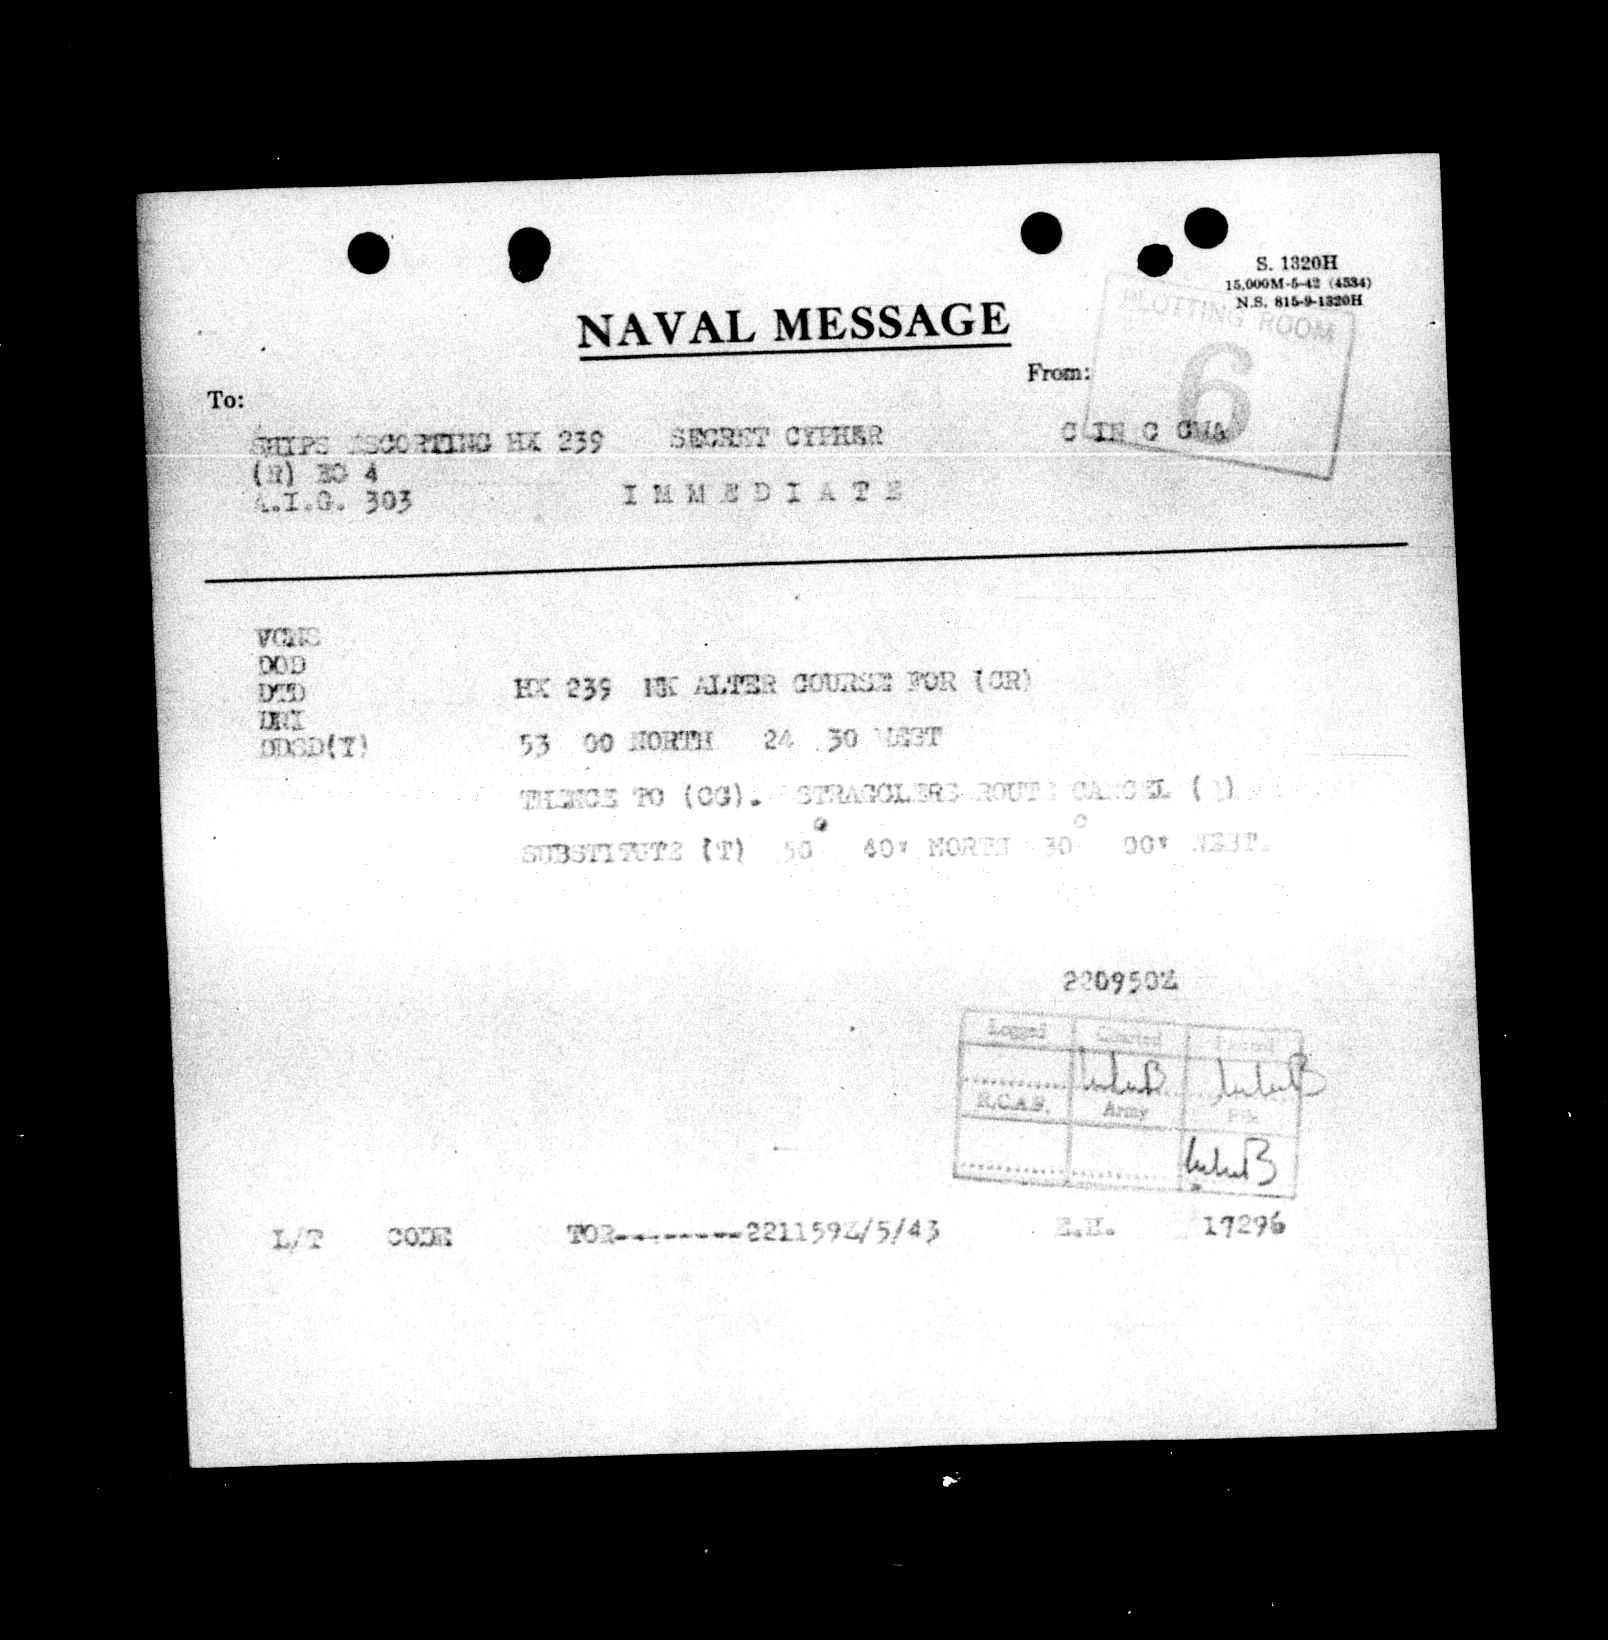 S. 1320H
15,000M-5-42 (4534)
N.S. 815-9-1320H
PLOTTING ROOM
6
NAVAL MESSAGE
To:
From:
SHIPS ESCORTING HX 239 SECRET CYPHER C IN C CWA
(R) EG 4
A.I.G. 303 IMMEDIATE
VCNS
DOD
DTD HX 239 ALTER COURSE FOR (CR)
DDSD(Y) 53 00 NORTH 24 30 WEST
THENCE TO (CG). STRAGGLERS ROUTE CANCEL
SUBSTITUTE (T) 50° 40' NORTH 30° 00' WEST.
220950Z
Logged Charted
R.C.A.F. Army
L/T CODE TOR---------221159Z/5/43 E.H. 17296